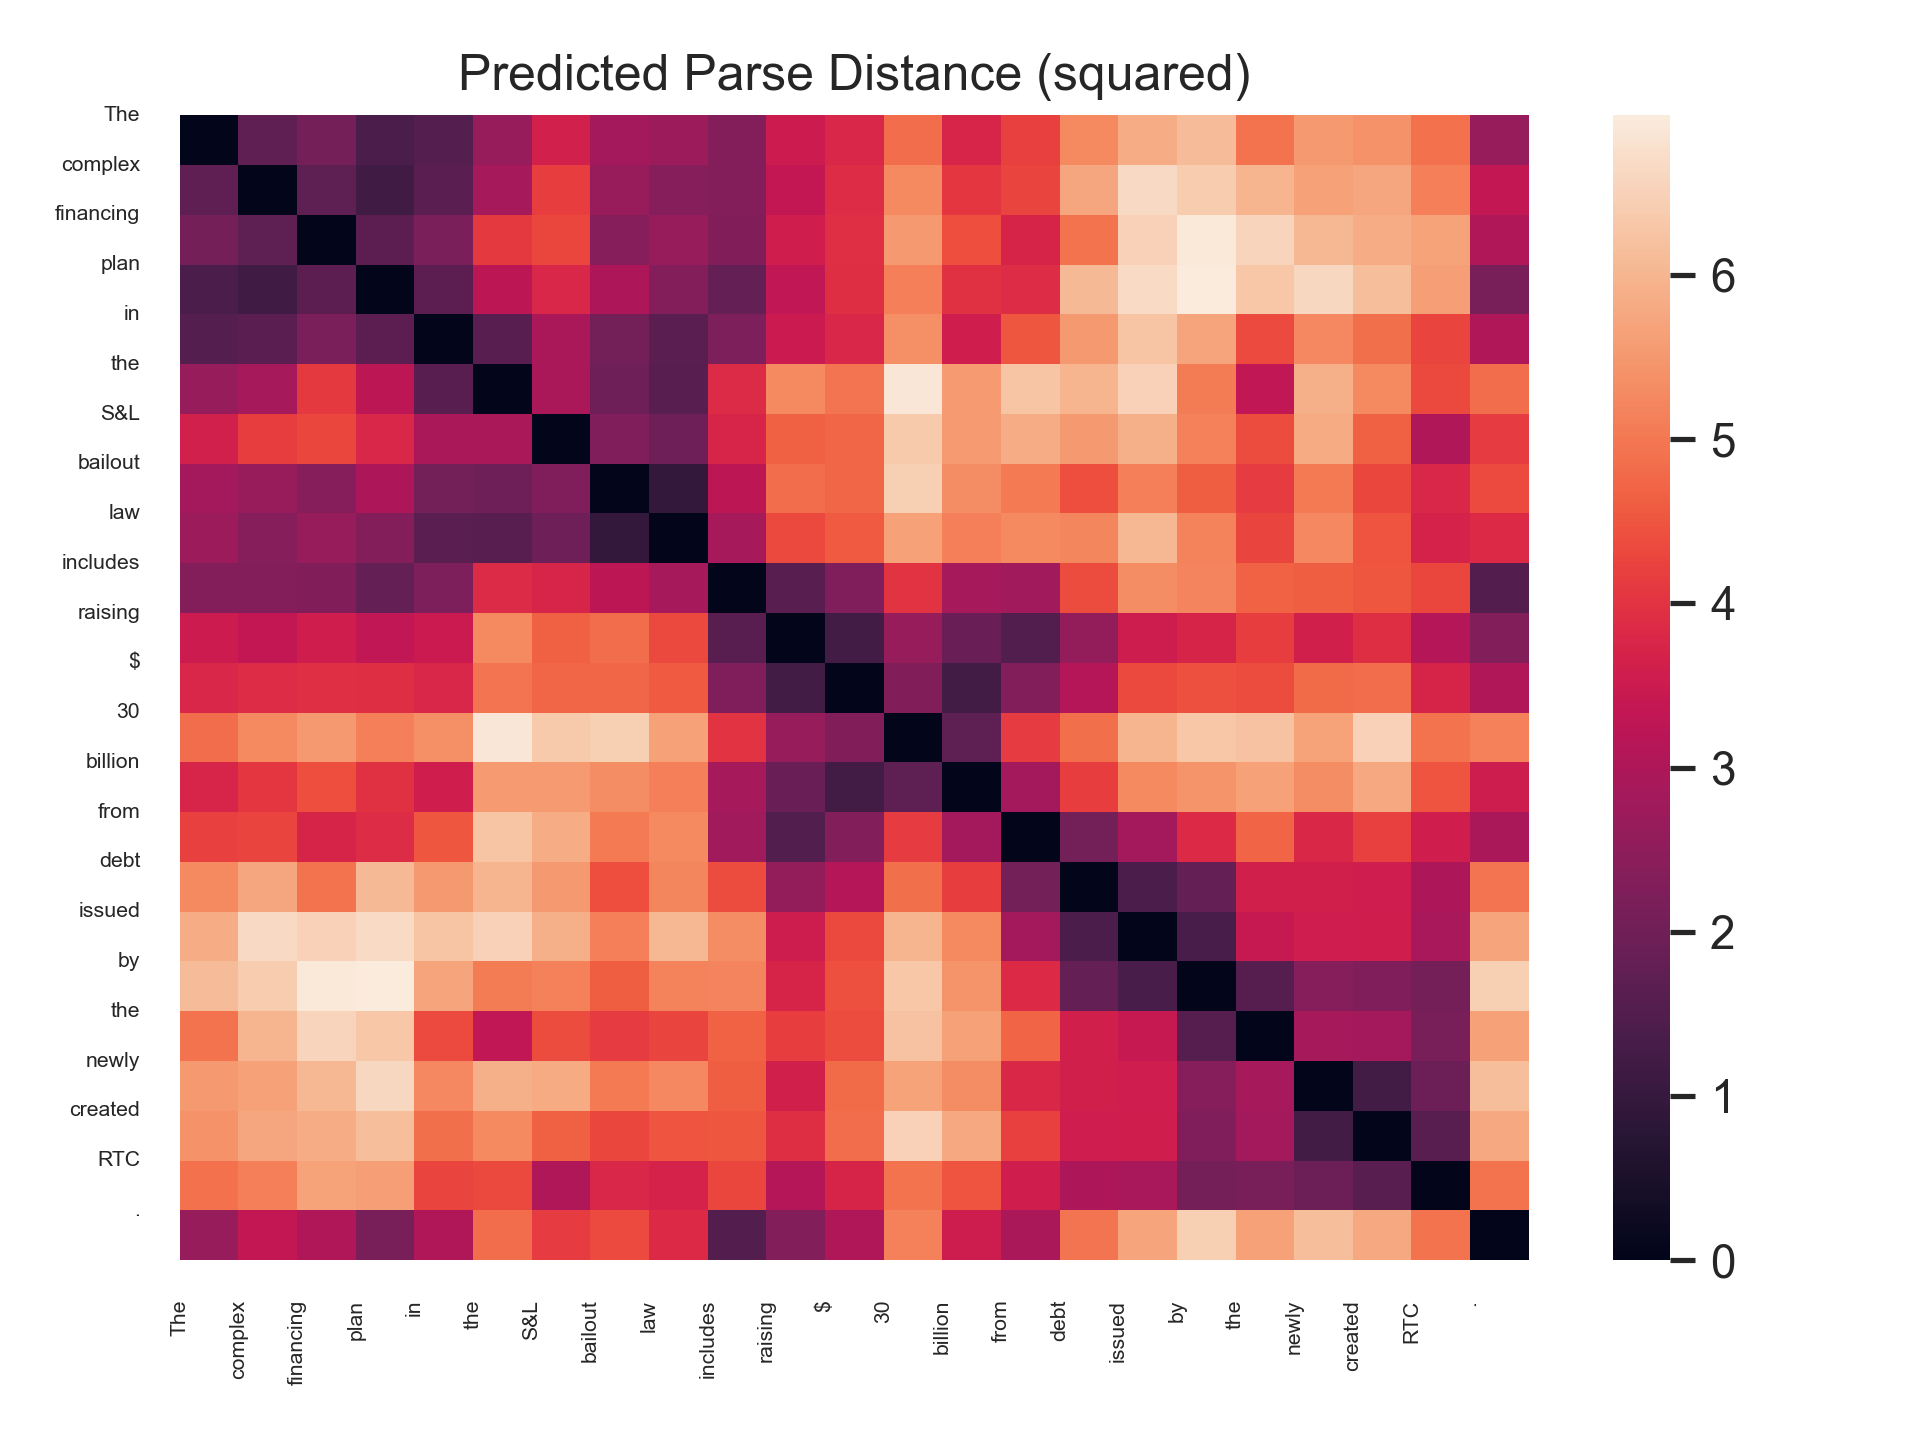 Predicted Parse Distance (squared)
The
complex
financing
plan
in
the
S&L
bailout
law
includes
raising
$
30
billion
from
debt
issued
by
the
newly
created
RTC
.
6
5
4
3
2
1
0
The
complex
financing
plan
in
the
S&L
bailout
law
includes
raising
$
30
billion
from
debt
issued
by
the
newly
created
RTC
.